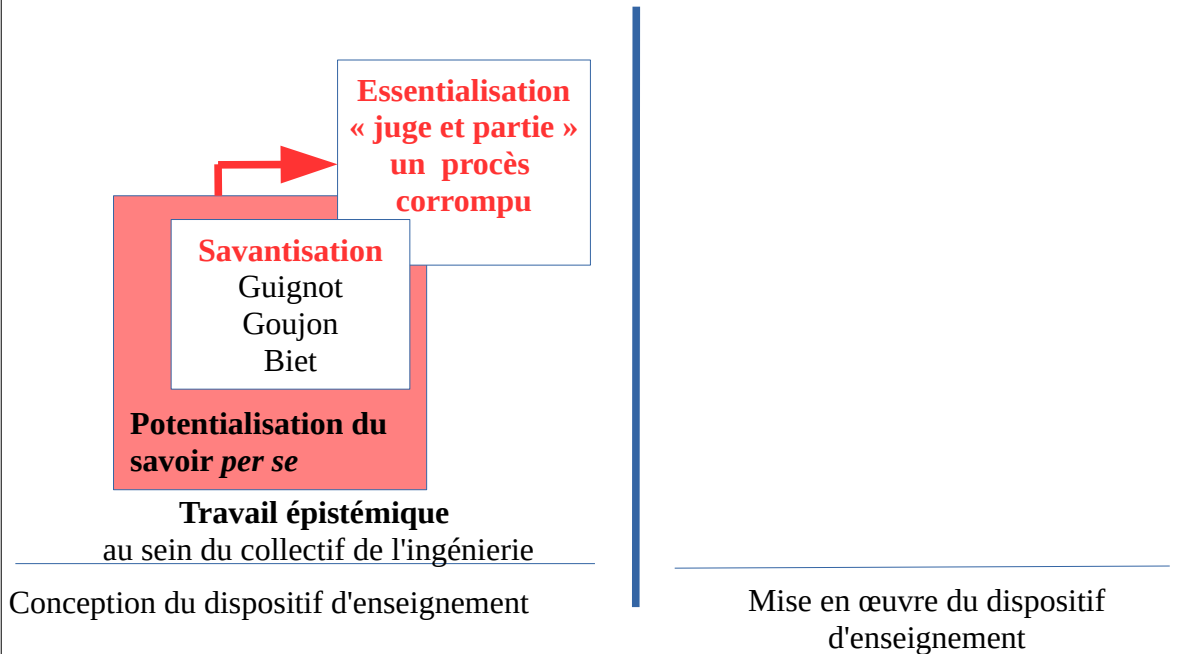 Essentialisation
« juge et partie »
un procès
corrompu
Savantisation
Guignot
Goujon
Biet
Potentialisation du
savoir per se
Travail épistémique
au sein du collectif de l'ingénierie
Conception du dispositif d'enseignement
Mise en œuvre du dispositif
d'enseignement